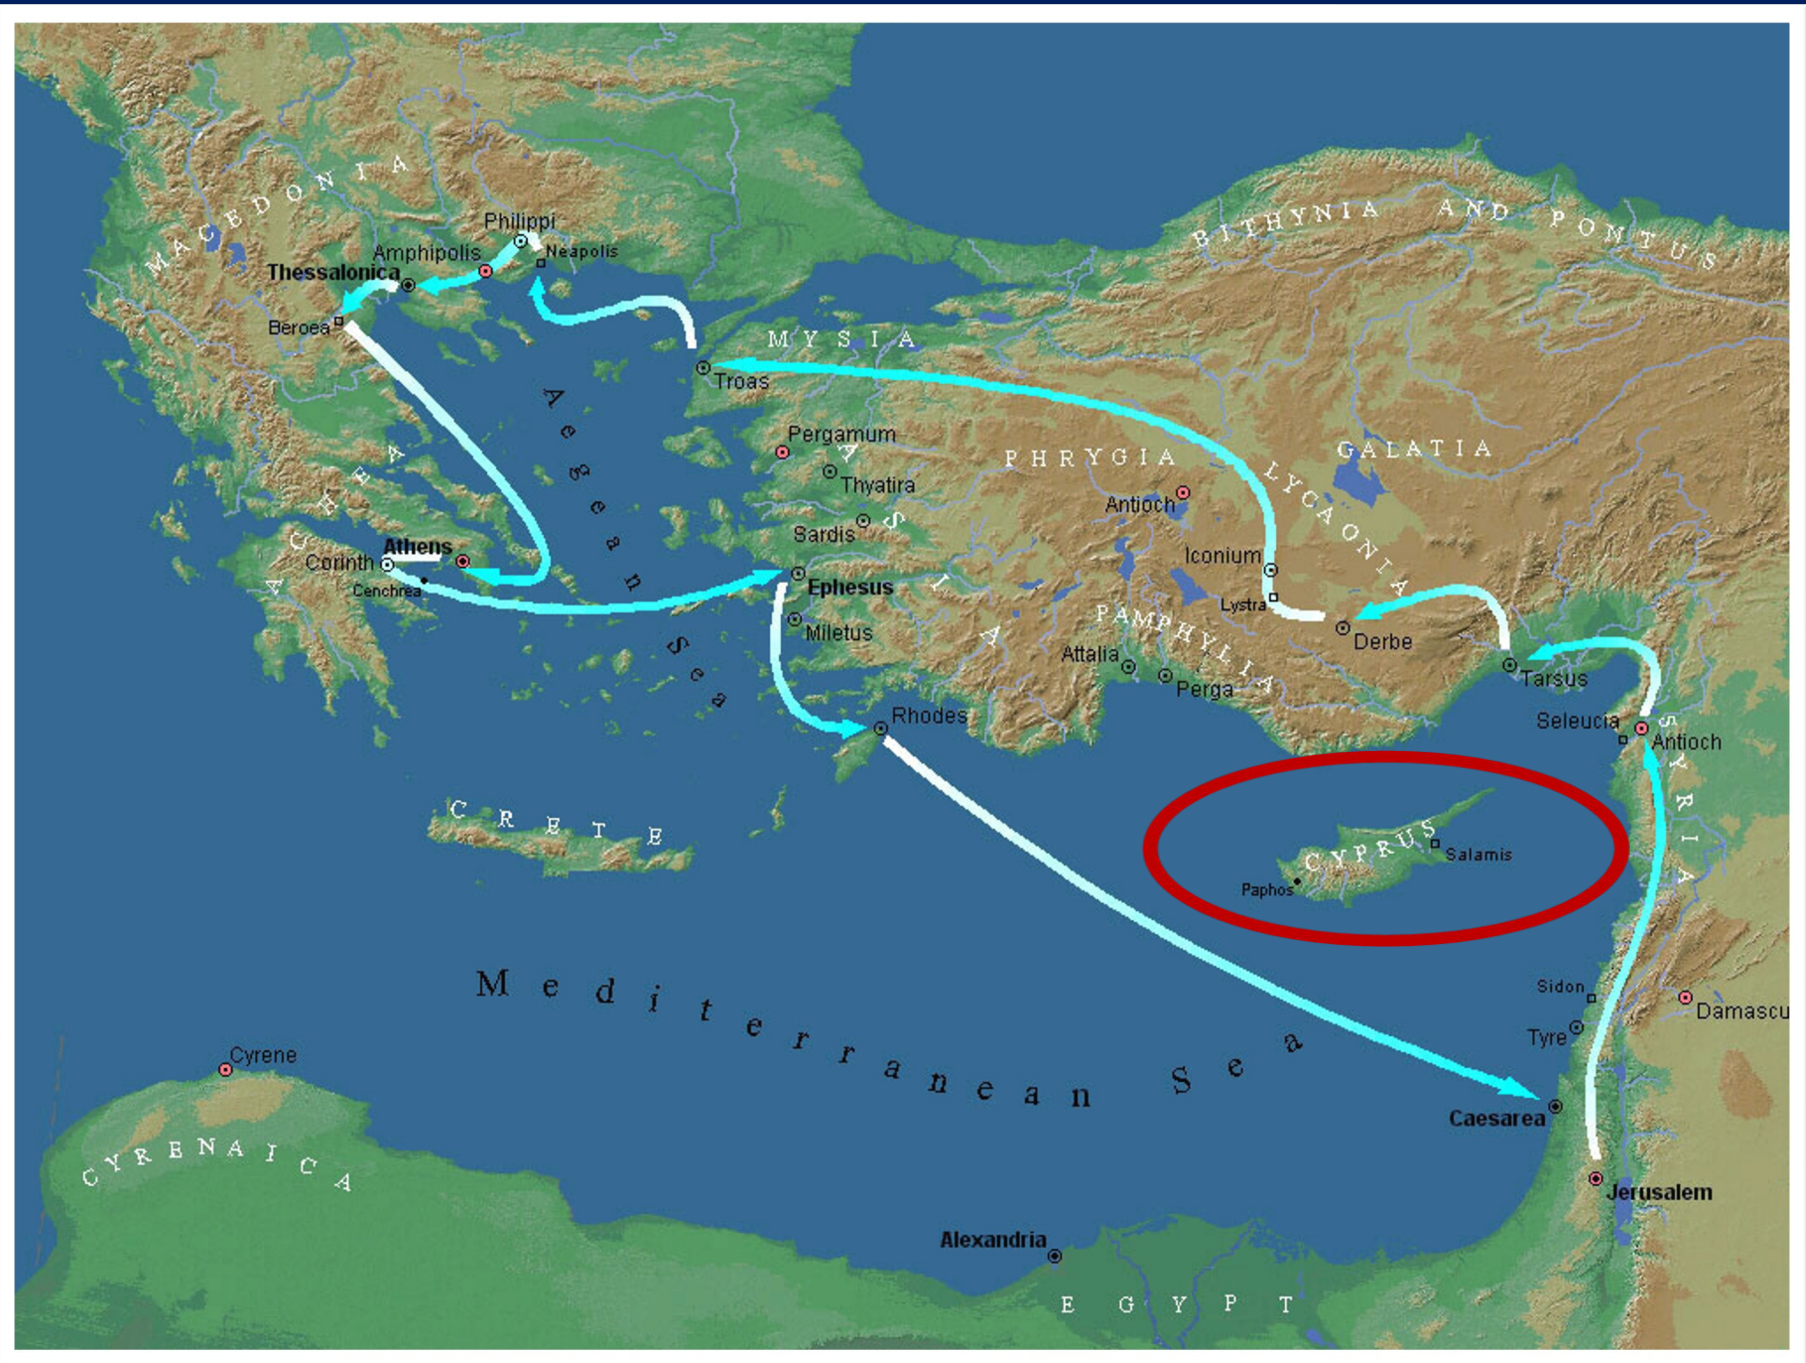 MACEDONIA
Philippi
Neapolis
Amphipolis
Thessalonica
Beroea
BITHYNIA AND PONTUS
MYSIA
Troas
Aegean Sea
Pergamum
Thyatira
Sardis
ASIA
PHRYGIA
Antioch
GALATIA
LYCAONIA
ACHEA
Athens
Corinth
Cenchrea
Ephesus
Miletus
Iconium
Lystra
Derbe
PAMPHYLIA
Attalia
Perga
Tarsus
Seleucia
Antioch
SYRIA
Rhodes
CRETE
CYPRUS
Salamis
Paphos
Mediterranean Sea
Sidon
Damascu
Tyre
Cyrene
CYRENAICA
Caesarea
Jerusalem
Alexandria
EGYPT